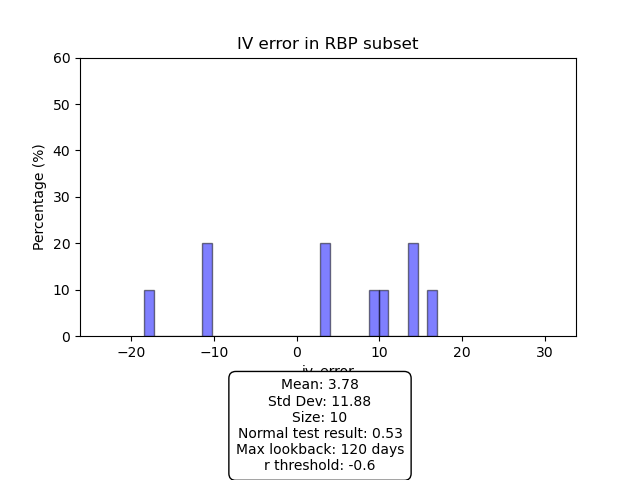 IV error in RBP subset
Percentage (%)
60
50
40
30
20
10
0
−20
−10
0
10
20
30
iv_error
Mean: 3.78
Std Dev: 11.88
Size: 10
Normal test result: 0.53
Max lookback: 120 days
r threshold: -0.6